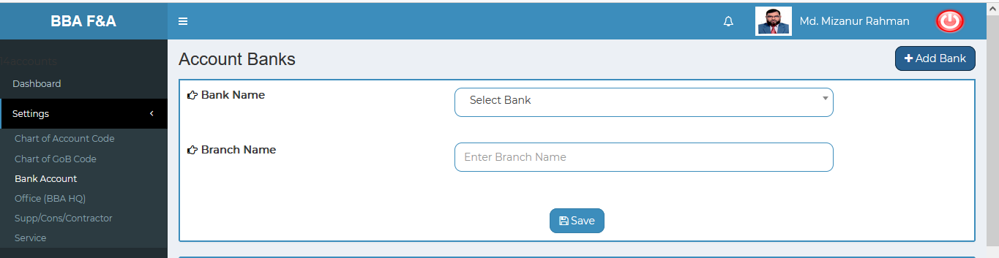 BBA F&A
Md. Mizanur Rahman
14accounts
Dashboard
Settings
Chart of Account Code
Chart of GoB Code
Bank Account
Office (BBA HQ)
Supp/Cons/Contractor
Service
Account Banks
Add Bank
Bank Name
Select Bank
Branch Name
Enter Branch Name
Save